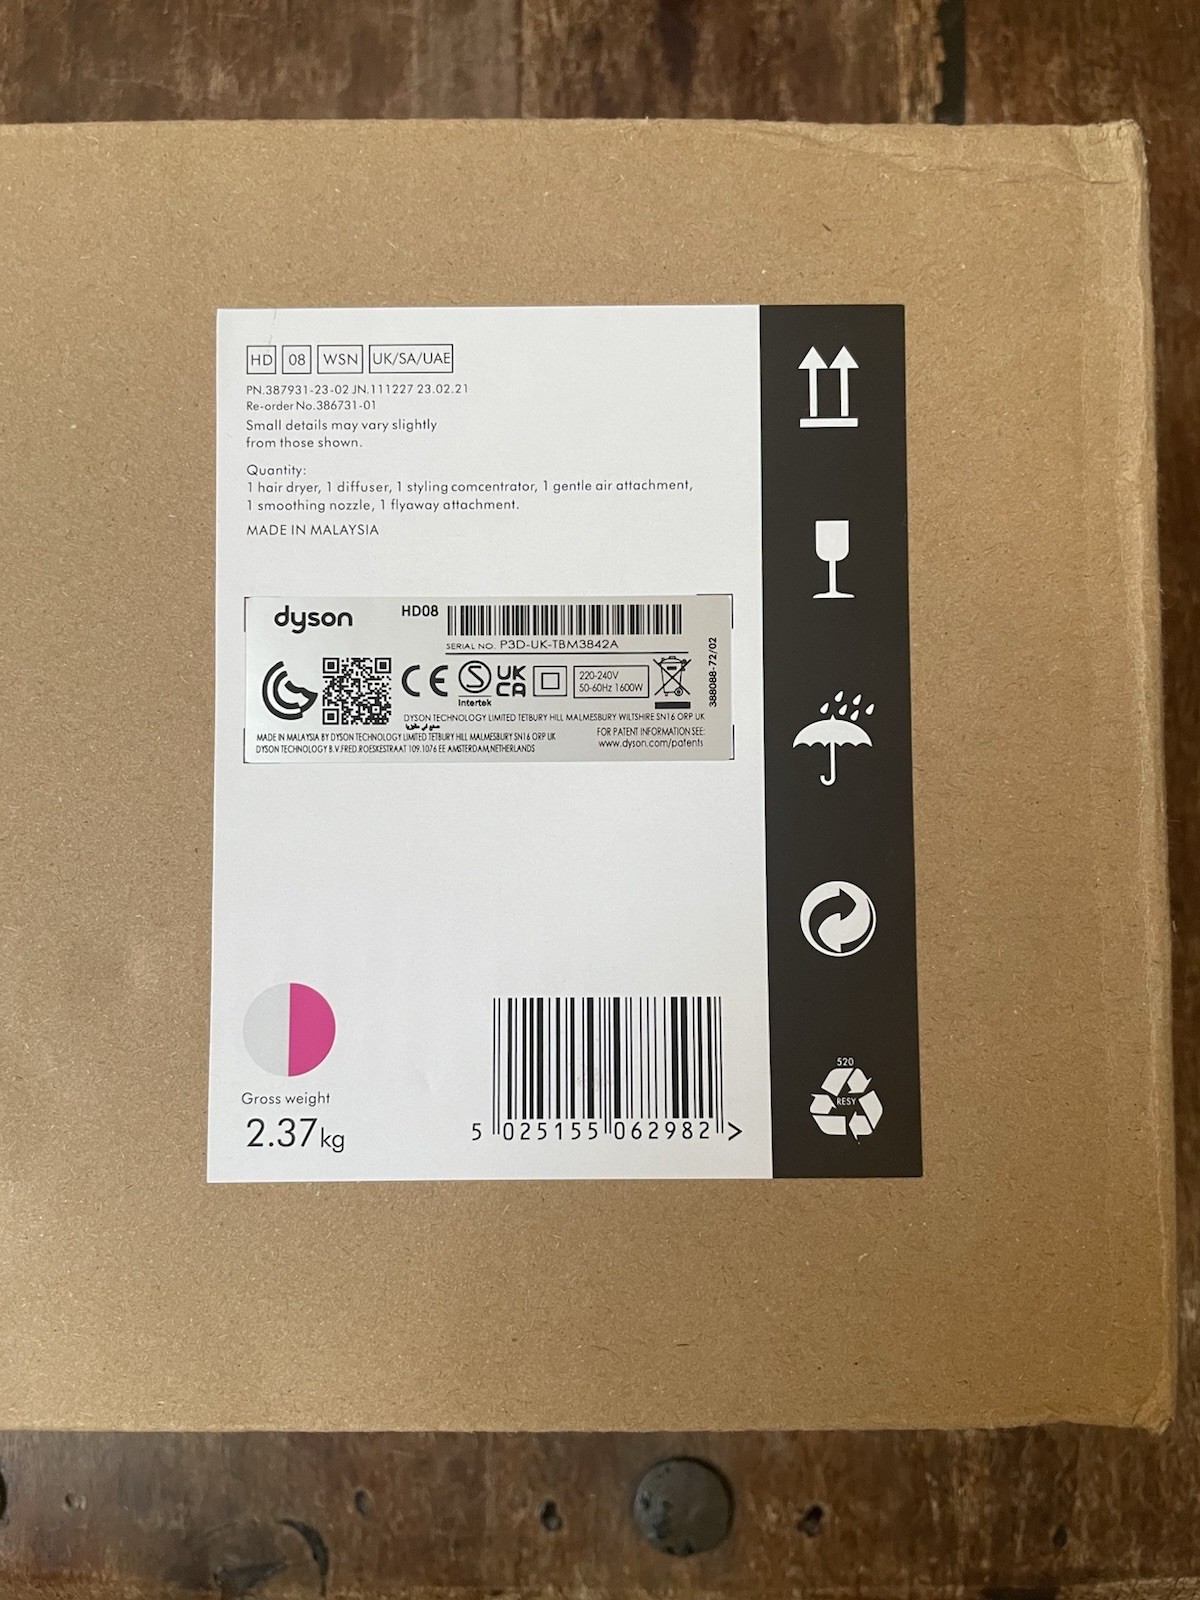 HD 08 WSN UK/SA/UAE
PN.387931-23-02 JN.111227 23.02.21
Re-order No.386731-01
Small details may vary slightly
from those shown.
Quantity:
1 hair dryer, 1 diffuser, 1 styling comcentrator, 1 gentle air attachment,
1 smoothing nozzle, 1 flyaway attachment.
MADE IN MALAYSIA
dyson HD08
SERIAL NO. P3D-UK-TBM3842A
CE S UK CA 220-240V
50-60Hz 1600W
Intertek
388088-72/02
DYSON TECHNOLOGY LIMITED TETBURY HILL MALMESBURY WILTSHIRE SN16 ORP UK
صنع في ماليزيا
MADE IN MALAYSIA BY DYSON TECHNOLOGY LIMITED TETBURY HILL MALMESBURY SN16 ORP UK
DYSON TECHNOLOGY B.V.FRED.ROESKESTRAAT 109.1076 EE AMSTERDAM,NETHERLANDS
FOR PATENT INFORMATION SEE:
www.dyson.com/patents
Gross weight
2.37kg
5 025155 062982 >
520
RESY